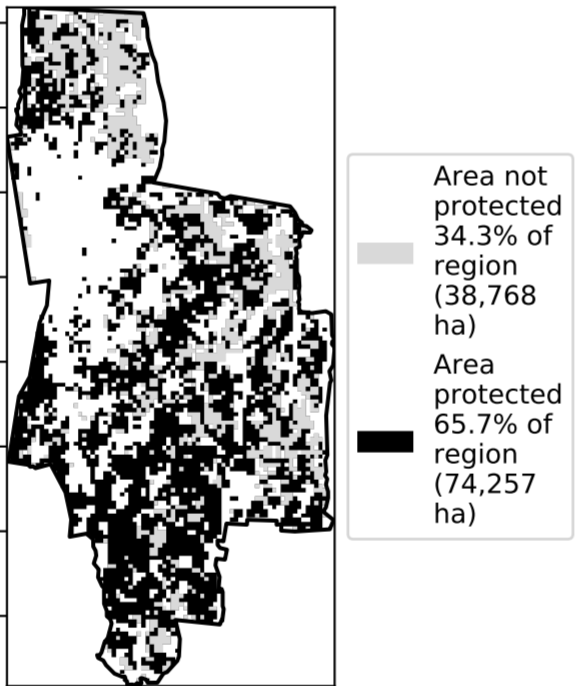 Area not
protected
34.3% of
region
(38,768
ha)
Area
protected
65.7% of
region
(74,257
ha)